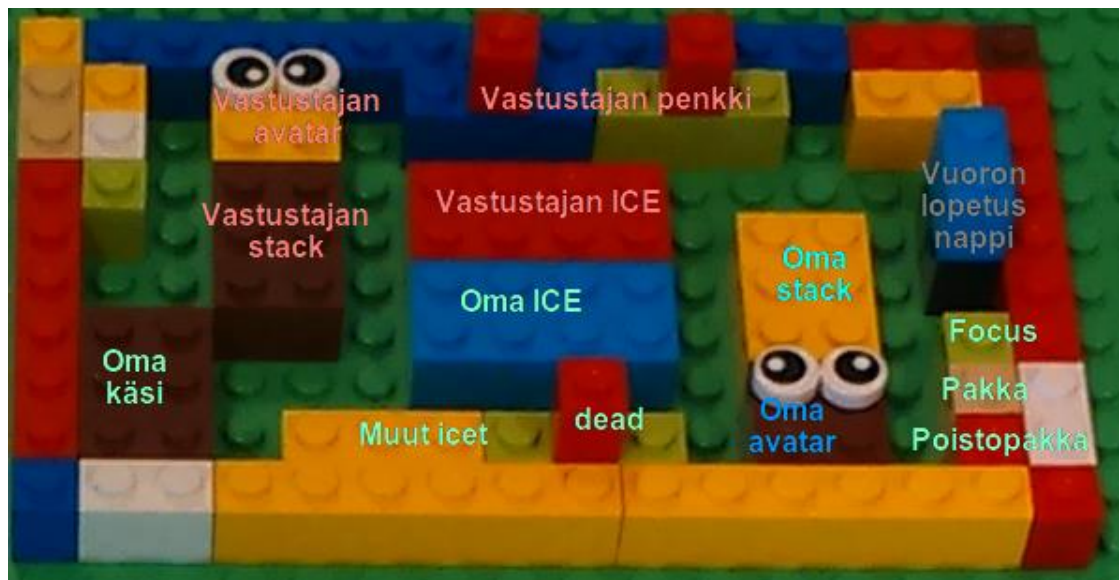 Vastustajan
avatar
Vastustajan penkki
Vastustajan
stack
Vastustajan ICE
Vuoron
lopetus
nappi
Oma
stack
Oma ICE
Oma
käsi
Focus
Pakka
Poistopakka
Muut icet
dead
Oma
avatar